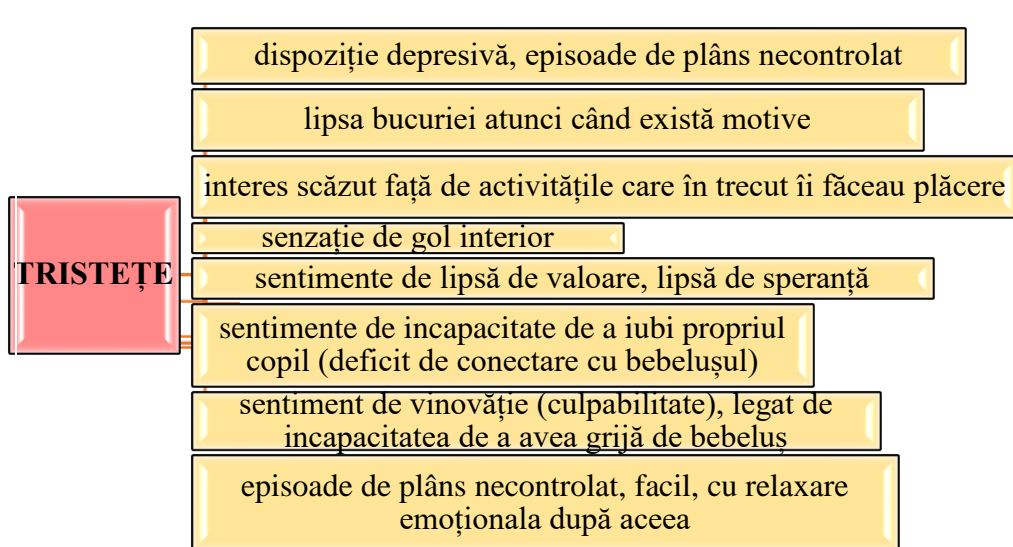 dispoziție depresivă, episoade de plâns necontrolat
lipsa bucuriei atunci când există motive
interes scăzut față de activitățile care în trecut îi făceau plăcere
senzație de gol interior
TRISTEȚE
sentimente de lipsă de valoare, lipsă de speranță
sentimente de incapacitate de a iubi propriul
copil (deficit de conectare cu bebelușul)
sentiment de vinovăție (culpabilitate), legat de
incapacitatea de a avea grijă de bebeluș
episoade de plâns necontrolat, facil, cu relaxare
emoționala după aceea